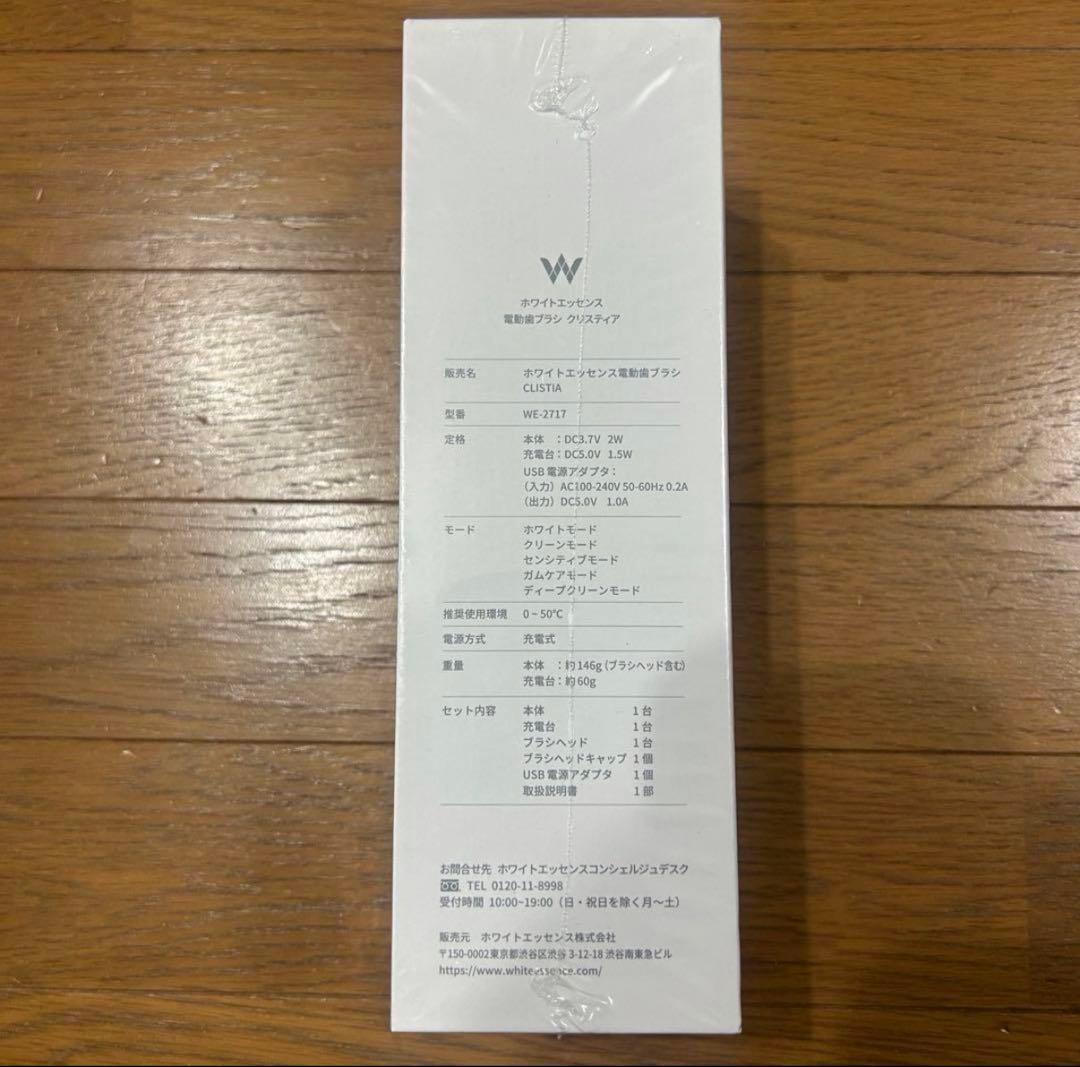 ホワイトエッセンス
電動歯ブラシ クリスティア
販売名 ホワイトエッセンス電動歯ブラシ
CLISTIA
型番 WE-2717
定格 本体 : DC3.7V 2W
充電台 : DC5.0V 1.5W
USB電源アダプタ :
(入力) AC100-240V 50-60Hz 0.2A
(出力) DC5.0V 1.0A
モード ホワイトモード
クリーンモード
センシティブモード
ガムケアモード
ディープクリーンモード
推奨使用環境 0 ~ 50℃
電源方式 充電式
重量 本体 : 約146g (ブラシヘッド含む)
充電台 : 約60g
セット内容 本体 1台
充電台 1台
ブラシヘッド 1台
ブラシヘッドキャップ 1個
USB電源アダプタ 1個
取扱説明書 1部
お問合せ先 ホワイトエッセンスコンシェルジュデスク
TEL 0120-11-8998
受付時間 10:00~19:00 (日・祝日を除く月〜土)
販売元 ホワイトエッセンス株式会社
〒150-0002東京都渋谷区渋谷3-12-18 渋谷南東急ビル
https://www.whiteessence.com/